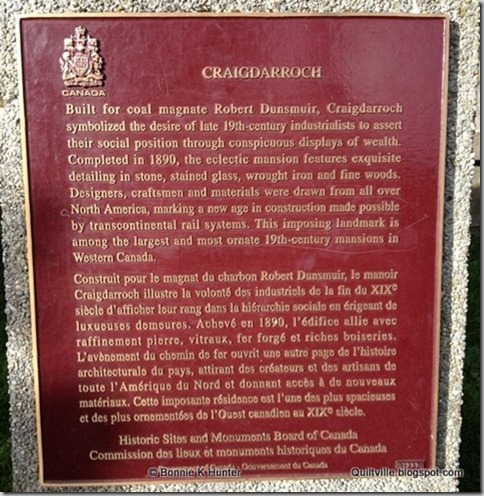 CANADA
CRAIGDARROCH
Built for coal magnate Robert Dunsmuir, Craigdarroch
symbolized the desire of late 19th-century industrialists to assert
their social position through conspicuous displays of wealth.
Completed in 1890, the eclectic mansion features exquisite
detailing in stone, stained glass, wrought iron and fine woods.
Designers, craftsmen and materials were drawn from all over
North America, marking a new age in construction made possible
by transcontinental rail systems. This imposing landmark is
among the largest and most ornate 19th-century mansions in
Western Canada.
Construit pour le magnat du charbon Robert Dunsmuir, le manoir
Craigdarroch illustre la volonté des industriels de la fin du XIXe
siècle d'afficher leur rang dans la hiérarchie sociale en érigeant de
luxueuses demeures. Achevé en 1890, l'édifice allie avec
raffinement pierre, vitraux, fer forgé et riches boiseries.
L'avènement du chemin de fer ouvrit une autre page de l'histoire
architecturale du pays, attirant des créateurs et des artisans de
toute l'Amérique du Nord et donnant accès à de nouveaux
matériaux. Cette imposante résidence est l'une des plus spacieuses
et des plus ornementées de l'Ouest canadien au XIXe siècle.
Historic Sites and Monuments Board of Canada
Commission des lieux et monuments historiques du Canada
Gouvernement du Canada
© Bonnie K Hunter
Quiltville.blogspot.com